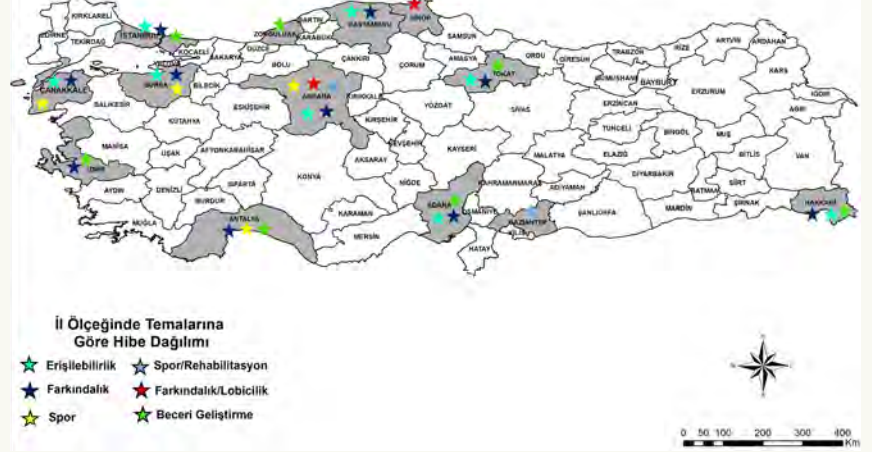 KIRKLARELİ
EDİRNE
TEKİRDAĞ
İSTANBUL
KOCAELİ
YALOVA
SAKARYA
DÜZCE
ZONGULDAK
BARTIN
KARABÜK
KASTAMONU
SİNOP
SAMSUN
BOLU
ÇANKIRI
ÇORUM
AMASYA
TOKAT
ORDU
GİRESUN
TRABZON
RİZE
ARTVİN
ARDAHAN
GÜMÜŞHANE
BAYBURT
KARS
IĞDIR
ERZURUM
AĞRI
ERZİNCAN
ÇANAKKALE
BALIKESİR
BURSA
BİLECİK
ESKİŞEHİR
ANKARA
KIRIKKALE
YOZGAT
SİVAS
KÜTAHYA
KIRŞEHİR
NEVŞEHİR
KAYSERİ
TUNCELİ
BİNGÖL
MUŞ
BİTLİS
VAN
ELAZIĞ
MALATYA
DİYARBAKIR
BATMAN
SİİRT
ŞIRNAK
HAKKARİ
MARDİN
ŞANLIURFA
ADIYAMAN
KAHRAMANMARAŞ
GAZİANTEP
KİLİS
OSMANİYE
ADANA
HATAY
NİĞDE
AKSARAY
KONYA
KARAMAN
MERSİN
AFYONKARAHİSAR
UŞAK
MANİSA
İZMİR
AYDIN
DENİZLİ
ISPARTA
BURDUR
MUĞLA
ANTALYA
İl Ölçeğinde Temalarına
Göre Hibe Dağılımı
Erişilebilirlik
Spor/Rehabilitasyon
Farkındalık
Farkındalık/Lobicilik
Spor
Beceri Geliştirme
0 50 100 200 300 400
Km